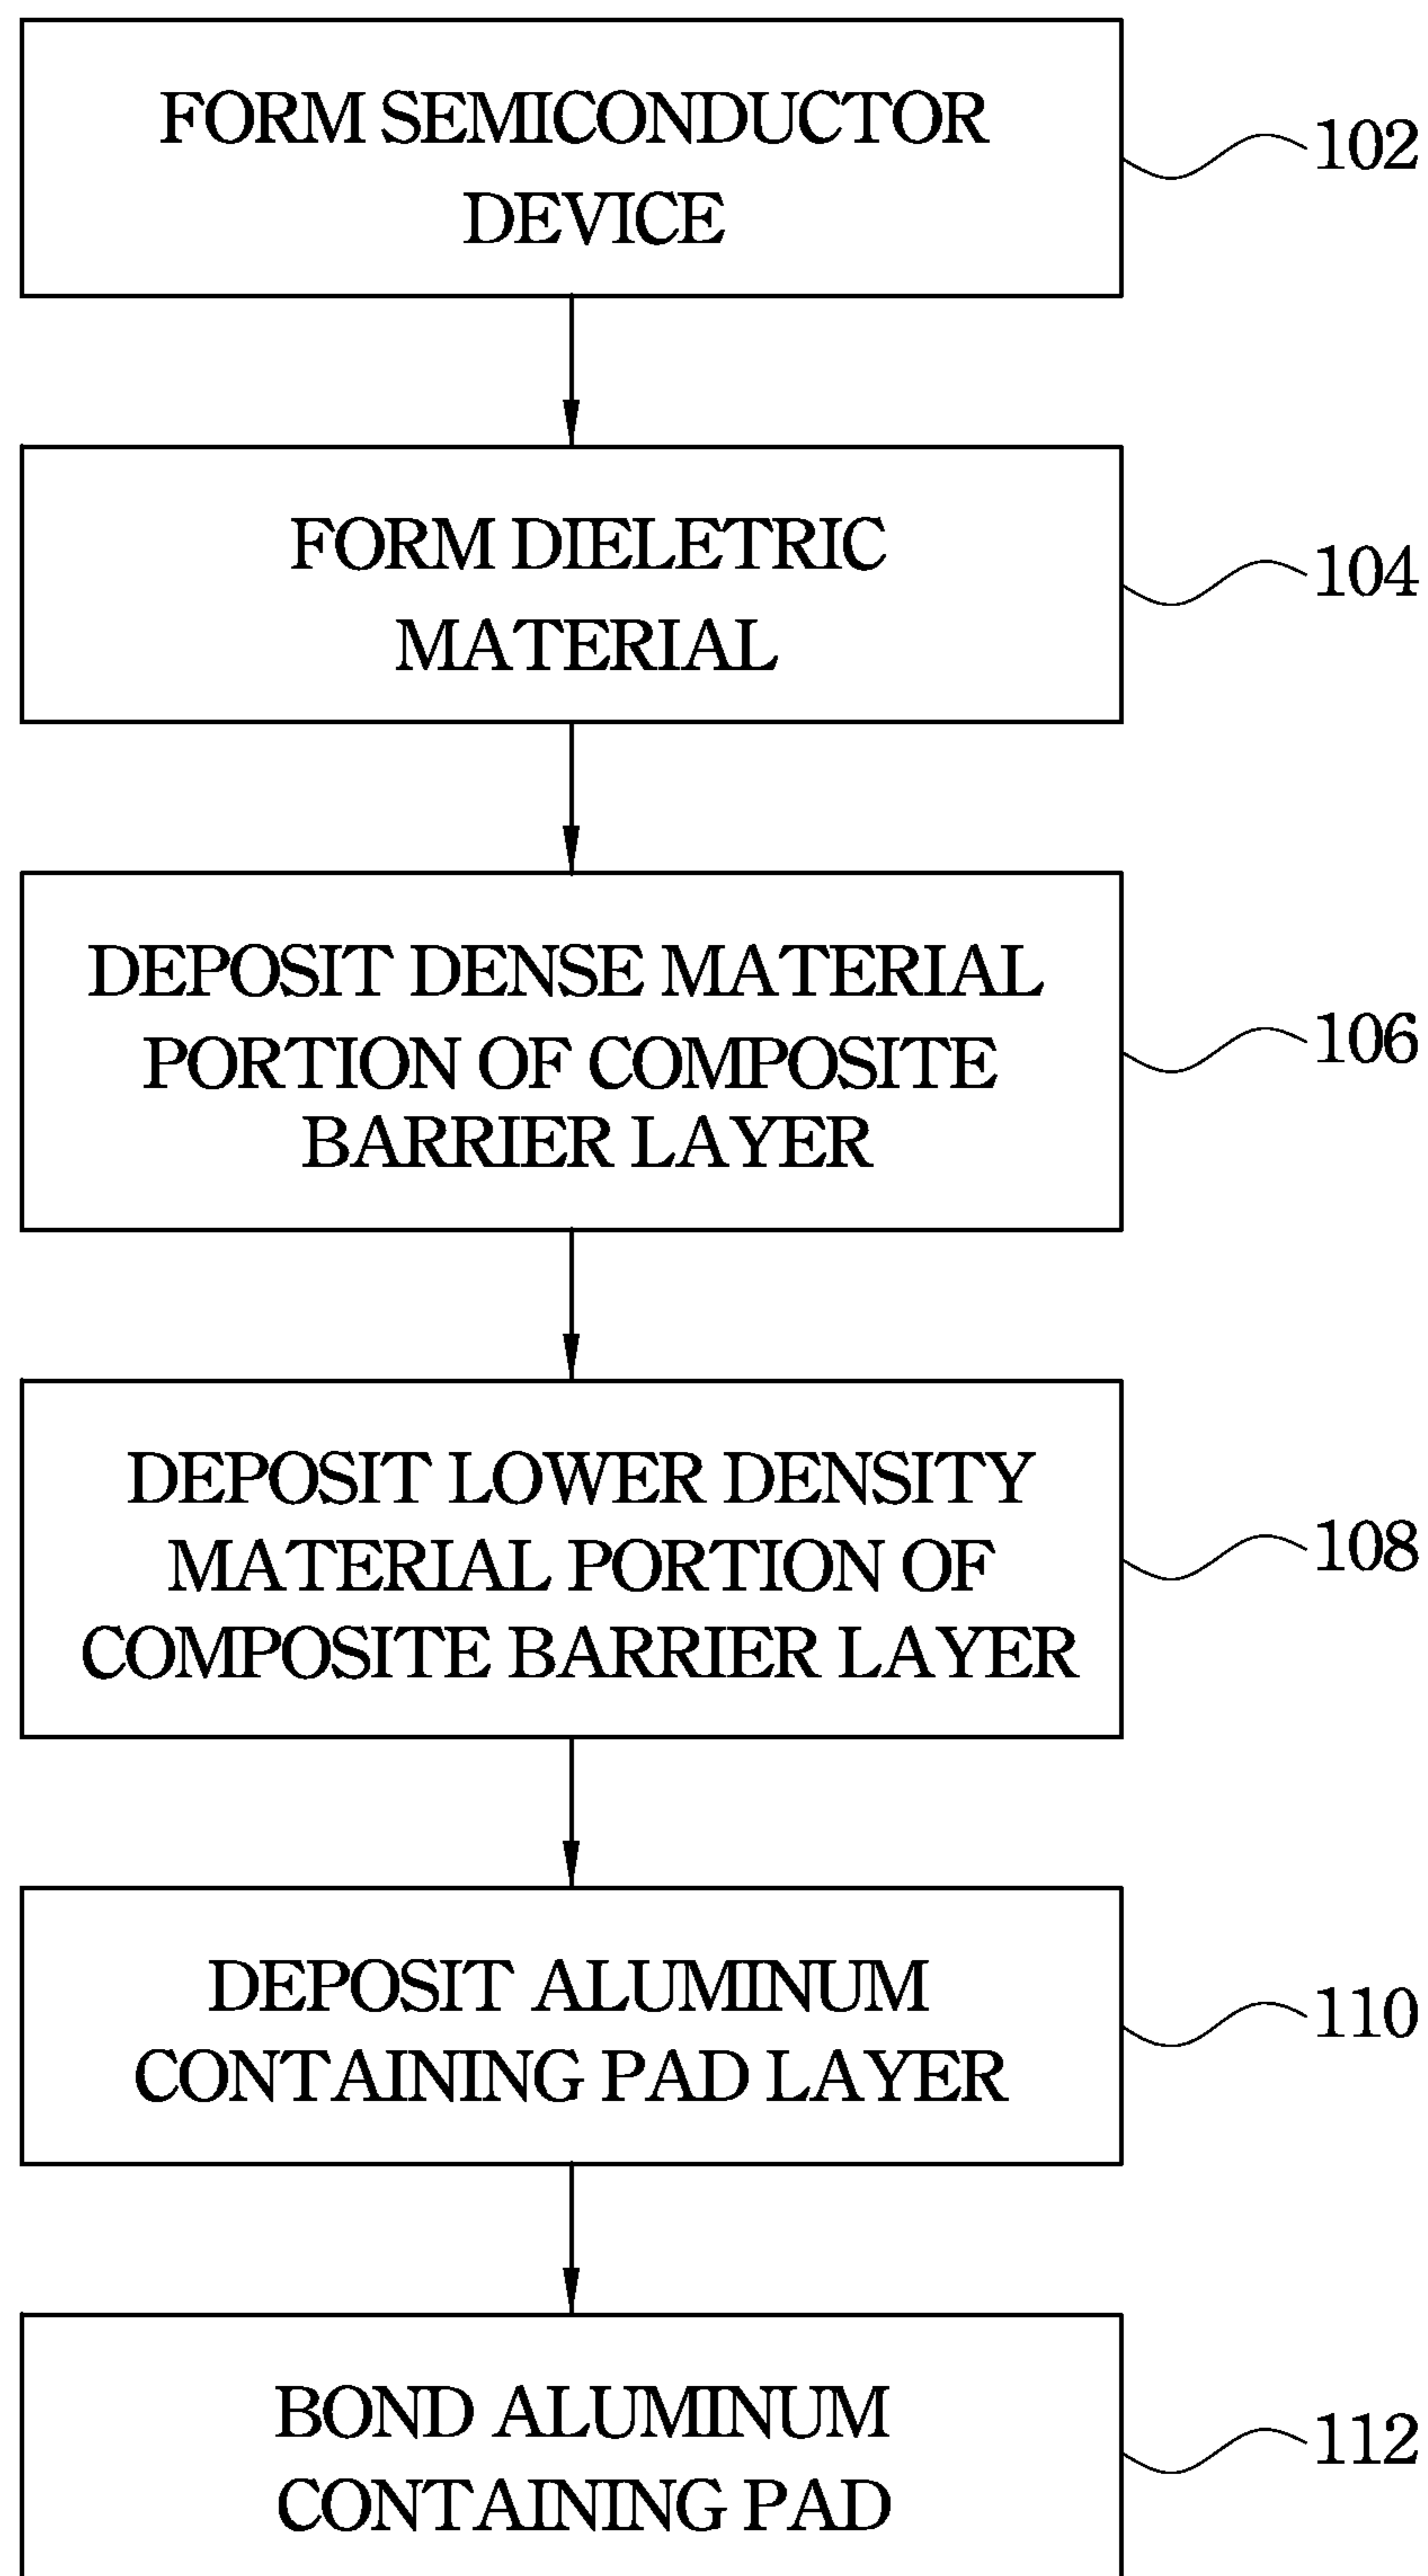 FORM SEMICONDUCTOR
DEVICE
102
FORM DIELETRIC
MATERIAL
104
DEPOSIT DENSE MATERIAL
PORTION OF COMPOSITE
BARRIER LAYER
106
DEPOSIT LOWER DENSITY
MATERIAL PORTION OF
COMPOSITE BARRIER LAYER
108
DEPOSIT ALUMINUM
CONTAINING PAD LAYER
110
BOND ALUMINUM
CONTAINING PAD
112